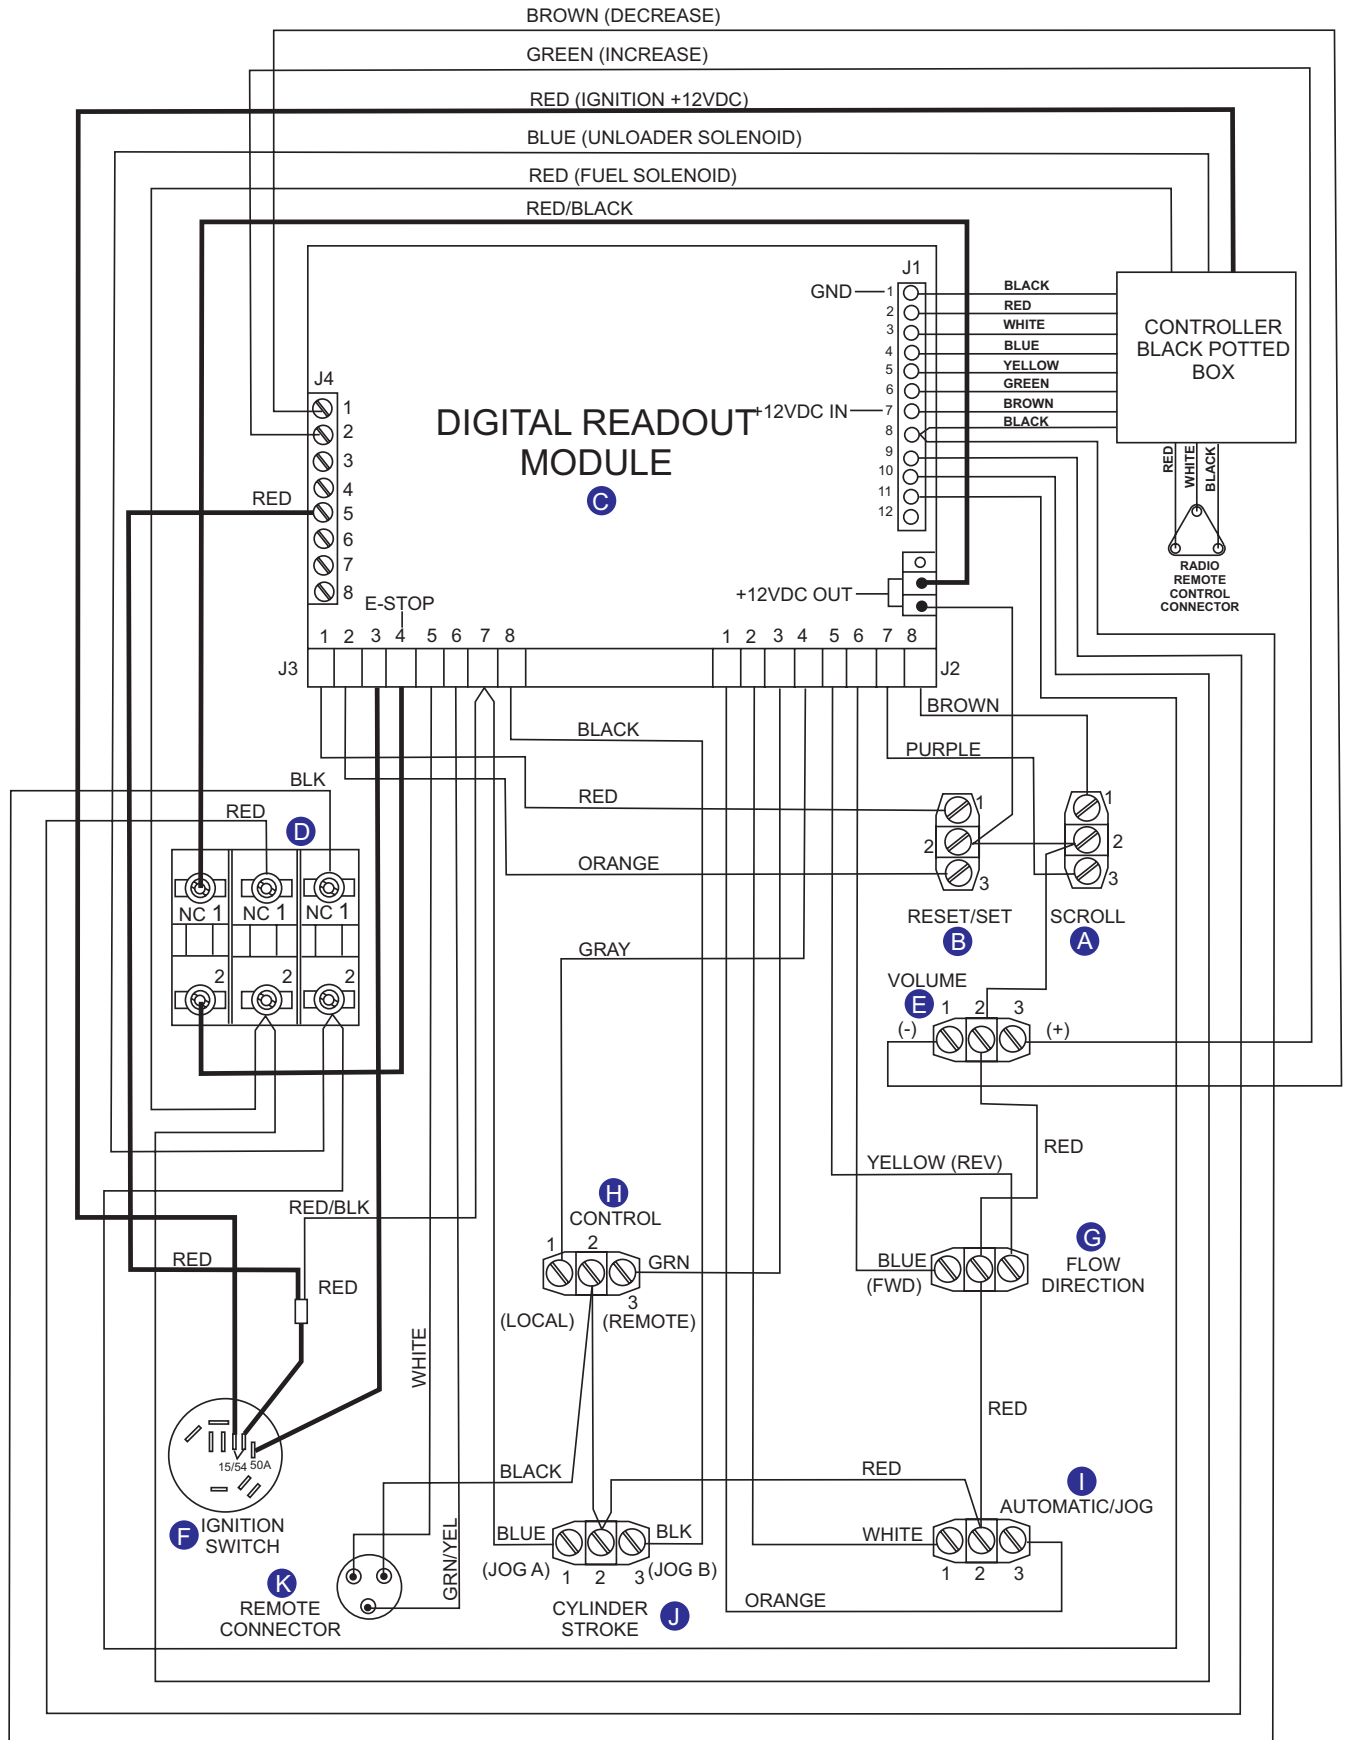 BROWN (DECREASE)
GREEN (INCREASE)
RED (IGNITION +12VDC)
BLUE (UNLOADER SOLENOID)
RED (FUEL SOLENOID)
RED/BLACK
J1
GND
1
2
3
4
5
6
+12VDC IN
7
8
9
10
11
12
BLACK
RED
WHITE
BLUE
YELLOW
GREEN
BROWN
BLACK
CONTROLLER
BLACK POTTED
BOX
RED
WHITE
BLACK
RADIO
REMOTE
CONTROL
CONNECTOR
J4
1
2
3
4
5
6
7
8
RED
DIGITAL READOUT
MODULE
C
+12VDC OUT
E-STOP
J3
1 2 3 4 5 6 7 8
1 2 3 4 5 6 7 8
J2
BROWN
BLACK
PURPLE
BLK
RED
RED
D
1
2
3
1
2
3
ORANGE
NC 1
NC 1
NC 1
2
2
2
RESET/SET
B
SCROLL
A
GRAY
VOLUME
E
1 2 3
(-)
(+)
RED
YELLOW (REV)
H
CONTROL
RED/BLK
1 2
GRN
3
(LOCAL)
(REMOTE)
BLUE
(FWD)
G
FLOW
DIRECTION
RED
RED
WHITE
RED
15/54 50A
BLACK
RED
I
AUTOMATIC/JOG
F
IGNITION
SWITCH
BLUE
BLK
WHITE
(JOG A)
1 2 3
(JOG B)
1 2 3
GRN/YEL
K
REMOTE
CONNECTOR
CYLINDER
STROKE
J
ORANGE